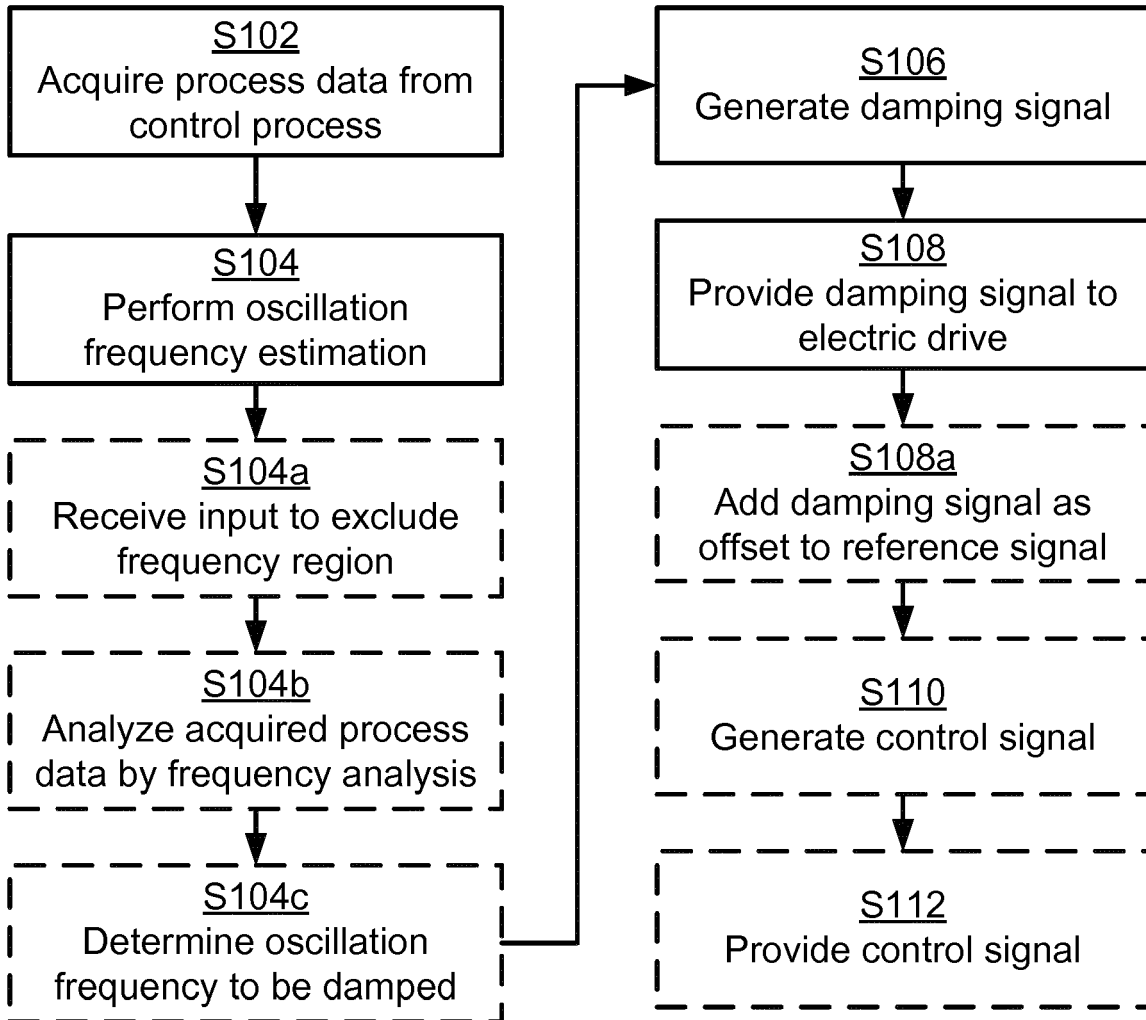 S102
Acquire process data from
control process
S104
Perform oscillation
frequency estimation
S104a
Receive input to exclude
frequency region
S104b
Analyze acquired process
data by frequency analysis
S104c
Determine oscillation
frequency to be damped
S106
Generate damping signal
S108
Provide damping signal to
electric drive
S108a
Add damping signal as
offset to reference signal
S110
Generate control signal
S112
Provide control signal